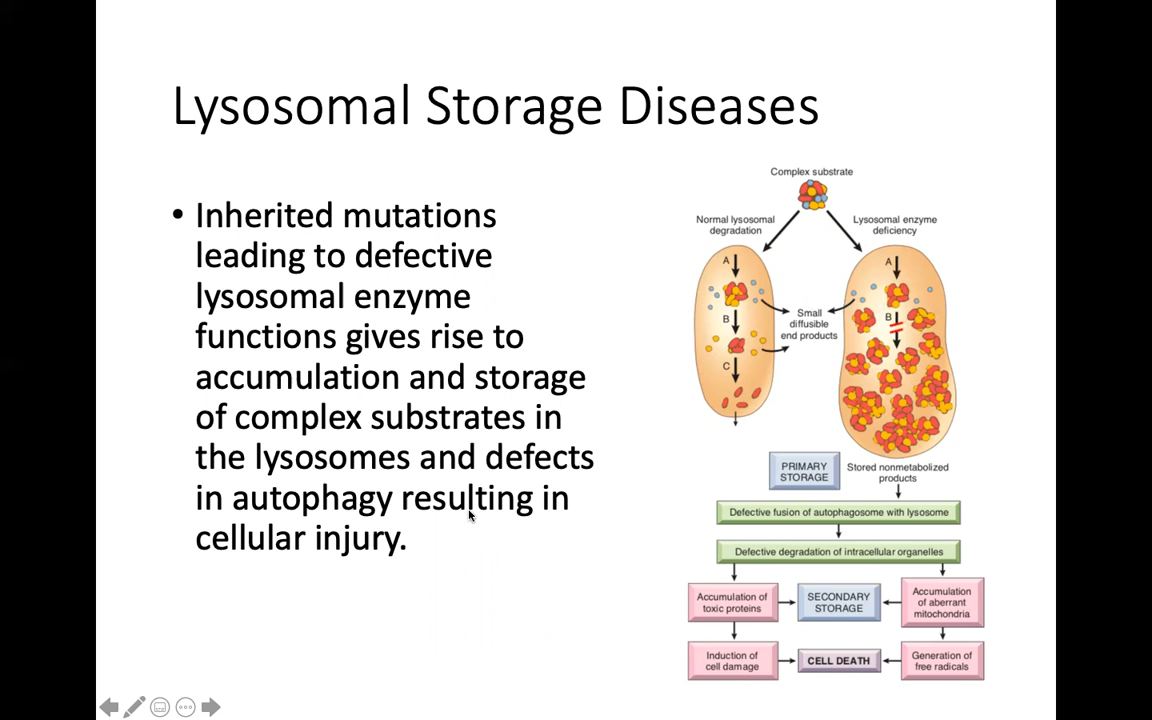 Lysosomal Storage Diseases
• Inherited mutations
leading to defective
lysosomal enzyme
functions gives rise to
accumulation and storage
of complex substrates in
the lysosomes and defects
in autophagy resulting in
cellular injury.
Complex substrate
Normal lysosomal
degradation
Lysosomal enzyme
deficiency
A
A
B
B
Small
diffusible
end products
C
PRIMARY
STORAGE
Stored nonmetabolized
products
Defective fusion of autophagosome with lysosome
Defective degradation of intracellular organelles
Accumulation of
toxic proteins
SECONDARY
STORAGE
Accumulation
of aberrant
mitochondria
Induction of
cell damage
CELL DEATH
Generation of
free radicals